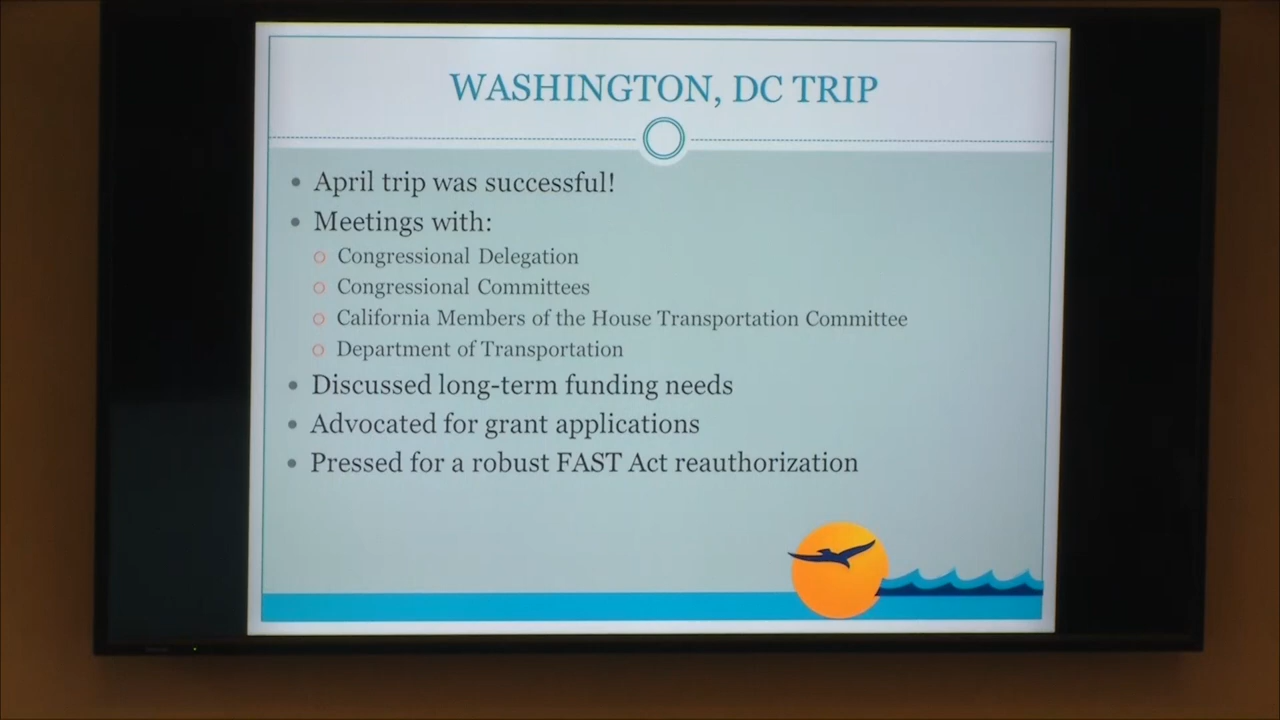 WASHINGTON, DC TRIP
• April trip was successful!
• Meetings with:
o Congressional Delegation
o Congressional Committees
o California Members of the House Transportation Committee
o Department of Transportation
• Discussed long-term funding needs
• Advocated for grant applications
• Pressed for a robust FAST Act reauthorization